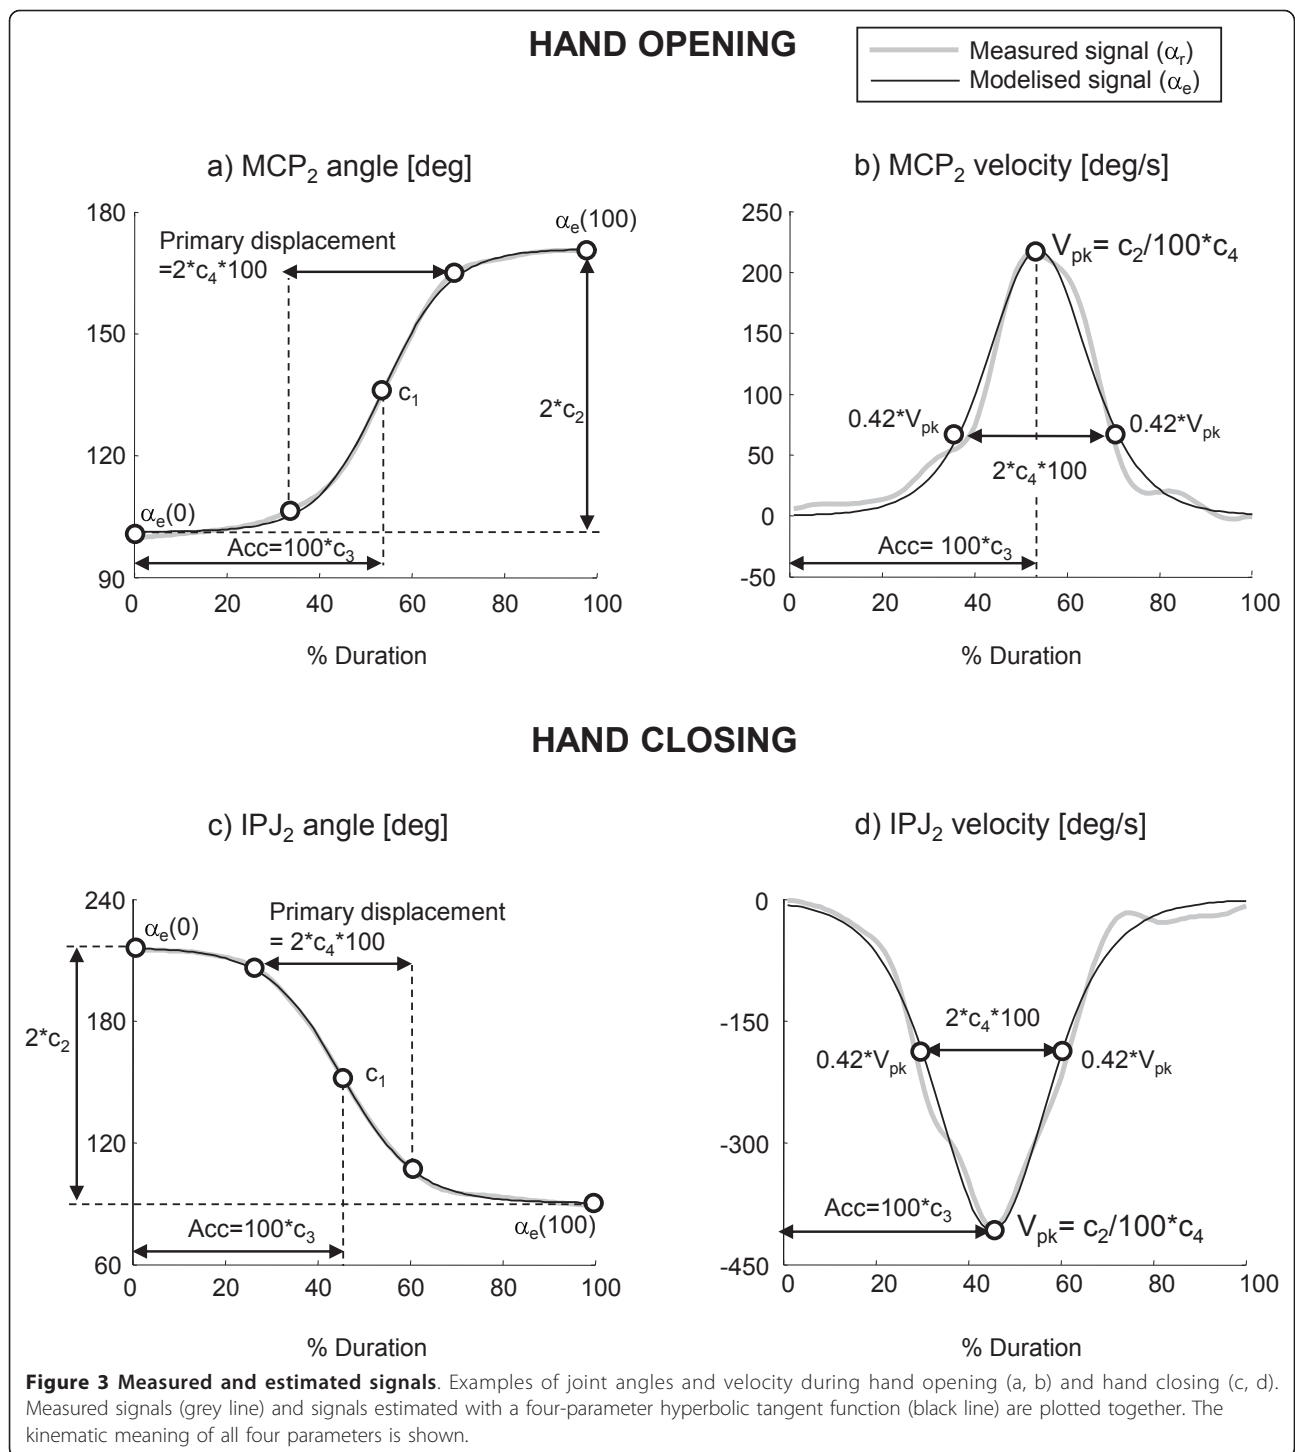 HAND OPENING
Measured signal (αr)
Modelised signal (αe)
a) MCP2 angle [deg]
180
150
120
90
0
20
40
60
80
100
Primary displacement
=2*c4*100
αe(100)
c1
2*c2
αe(0)
Acc=100*c3
% Duration
b) MCP2 velocity [deg/s]
250
200
150
100
50
0
-50
0
20
40
60
80
100
Vpk= c2/100*c4
0.42*Vpk
0.42*Vpk
2*c4*100
Acc= 100*c3
% Duration
HAND CLOSING
c) IPJ2 angle [deg]
240
180
120
60
0
20
40
60
80
100
αe(0)
Primary displacement
= 2*c4*100
2*c2
c1
Acc=100*c3
αe(100)
% Duration
d) IPJ2 velocity [deg/s]
0
-150
-300
-450
0
20
40
60
80
100
2*c4*100
0.42*Vpk
0.42*Vpk
Acc=100*c3
Vpk= c2/100*c4
% Duration
Figure 3 Measured and estimated signals. Examples of joint angles and velocity during hand opening (a, b) and hand closing (c, d).
Measured signals (grey line) and signals estimated with a four-parameter hyperbolic tangent function (black line) are plotted together. The
kinematic meaning of all four parameters is shown.